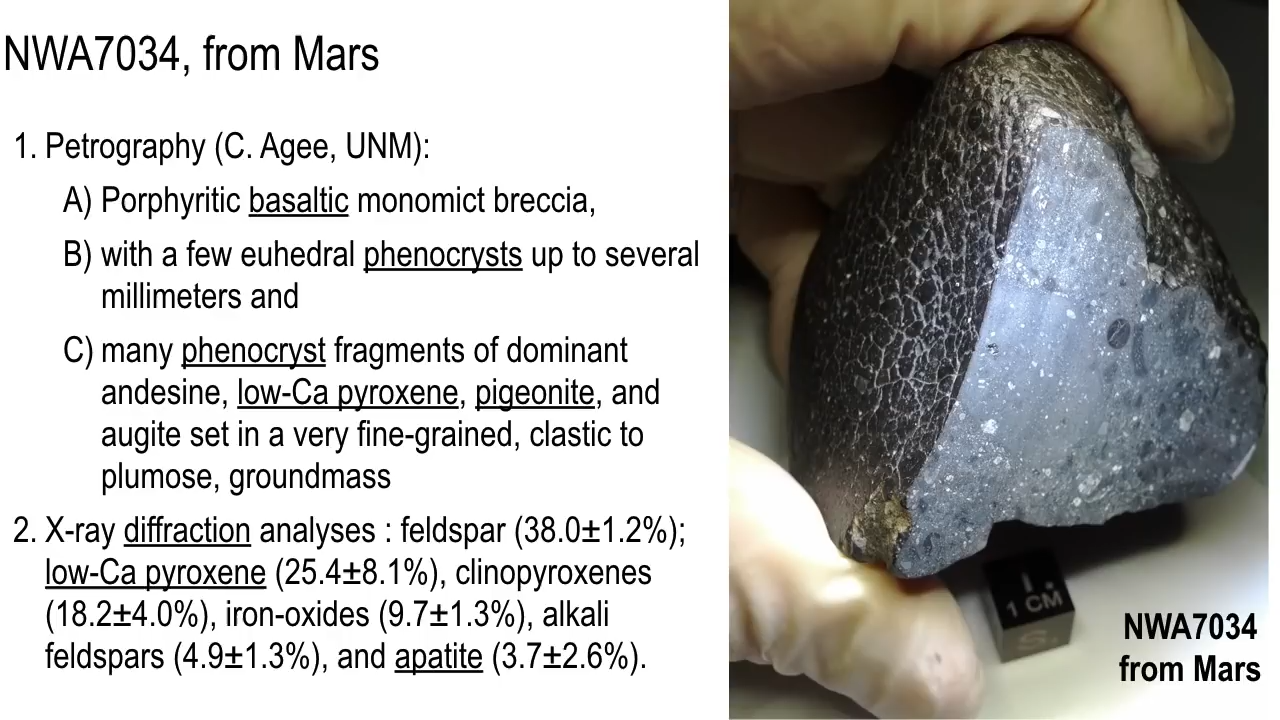 NWA7034, from Mars
1. Petrography (C. Agee, UNM):
A) Porphyritic basaltic monomict breccia,
B) with a few euhedral phenocrysts up to several
millimeters and
C) many phenocryst fragments of dominant
andesine, low-Ca pyroxene, pigeonite, and
augite set in a very fine-grained, clastic to
plumose, groundmass
2. X-ray diffraction analyses : feldspar (38.0±1.2%);
low-Ca pyroxene (25.4±8.1%), clinopyroxenes
(18.2±4.0%), iron-oxides (9.7±1.3%), alkali
feldspars (4.9±1.3%), and apatite (3.7±2.6%).
1 CM
S.
NWA7034
from Mars